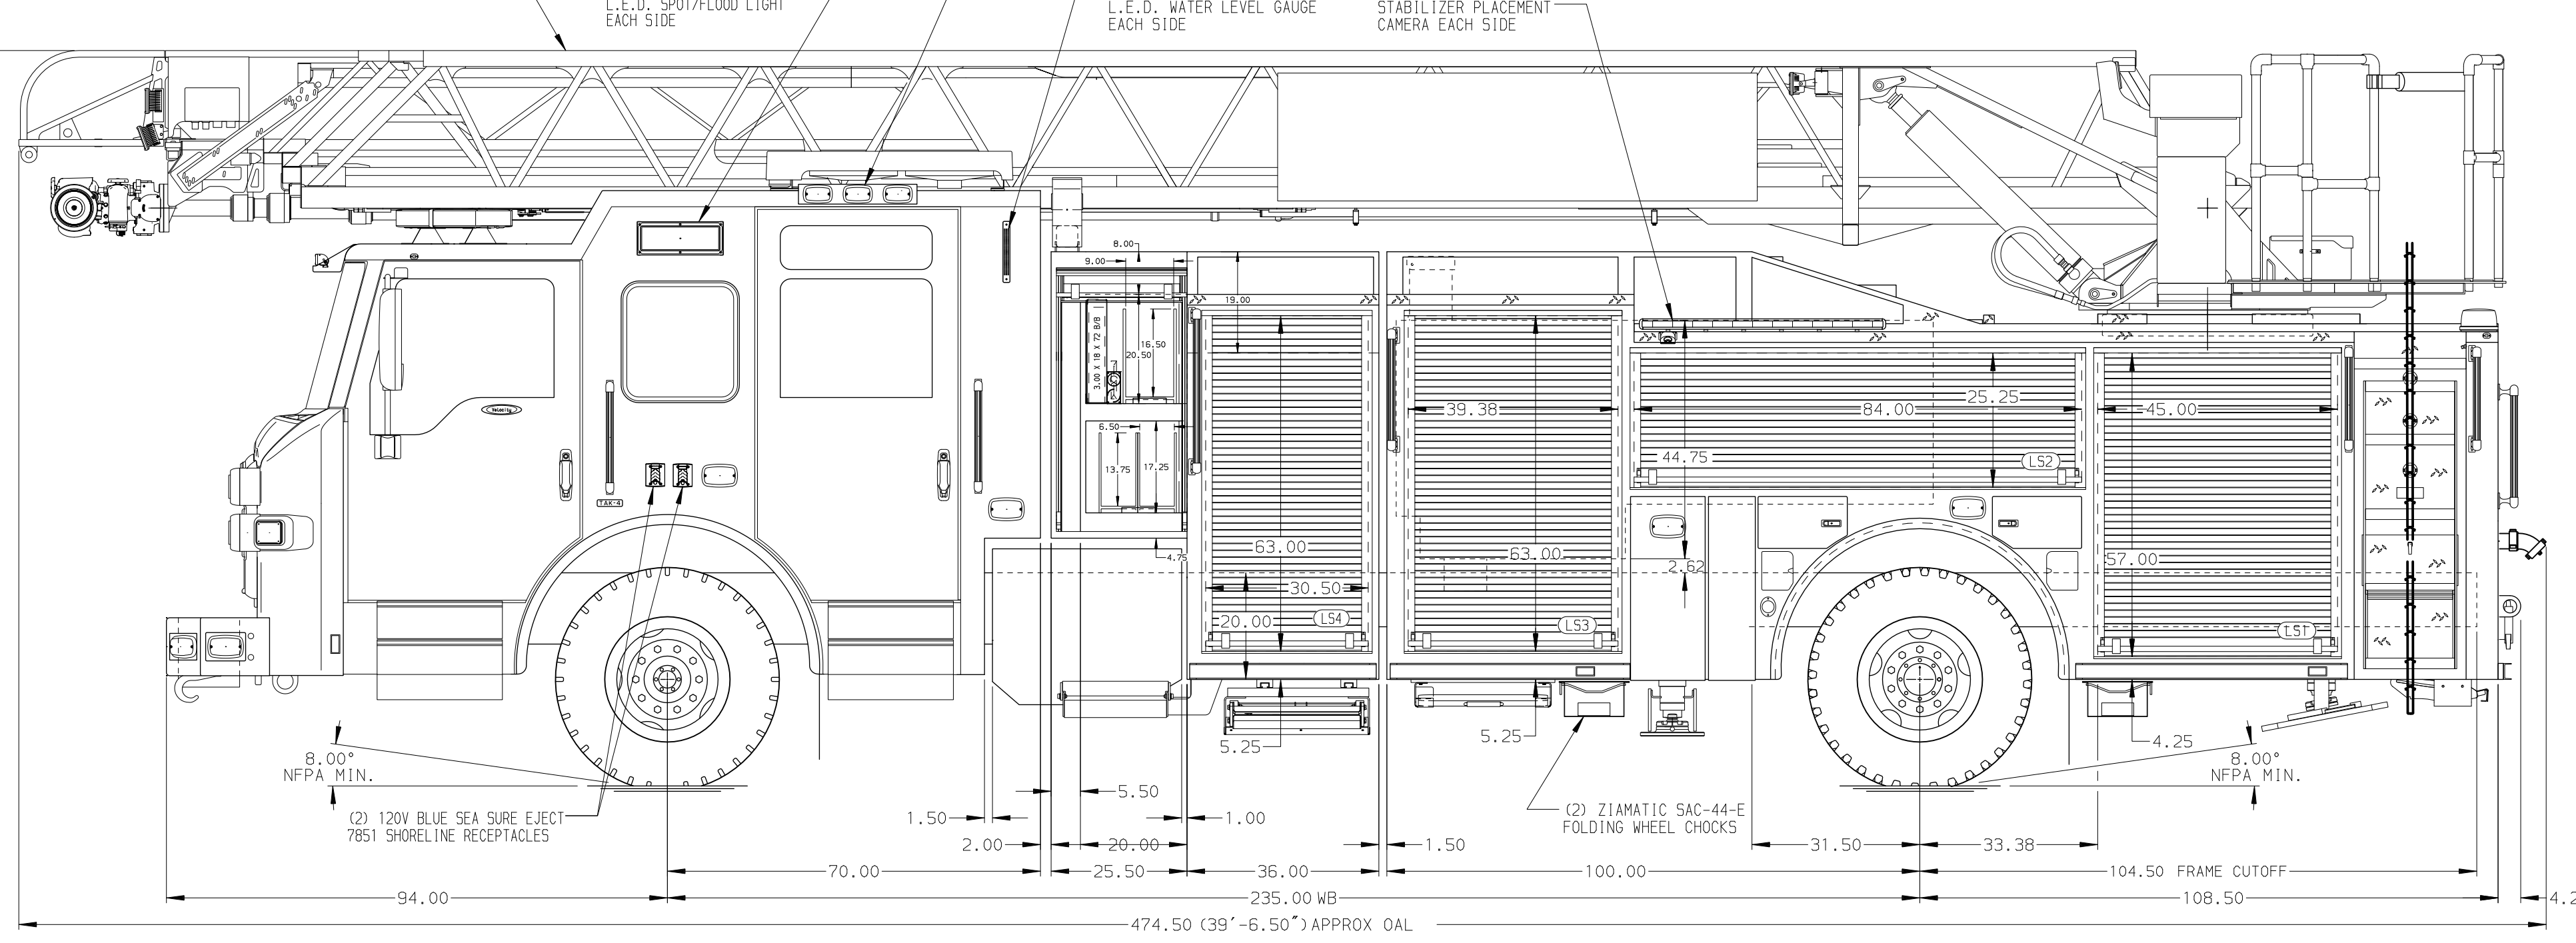 L.E.D. SPOT/FLOOD LIGHT
EACH SIDE
L.E.D. WATER LEVEL GAUGE
EACH SIDE
STABILIZER PLACEMENT
CAMERA EACH SIDE
8.00
9.00
19.00
3.00 X 18 X 72 B/B
16.50
20.50
Velocity
39.38
84.00
25.25
45.00
6.50
13.75
17.25
44.75
LS2
TAK-4
63.00
63.00
4.75
57.00
2.62
30.50
20.00
LS4
LS3
LS1
5.25
5.25
4.25
8.00°
NFPA MIN.
8.00°
NFPA MIN.
(2) 120V BLUE SEA SURE EJECT
7851 SHORELINE RECEPTACLES
5.50
1.50
1.00
(2) ZIAMATIC SAC-44-E
FOLDING WHEEL CHOCKS
2.00
20.00
1.50
31.50
33.38
70.00
25.50
36.00
100.00
104.50 FRAME CUTOFF
94.00
235.00 WB
108.50
474.50 (39'-6.50") APPROX OAL